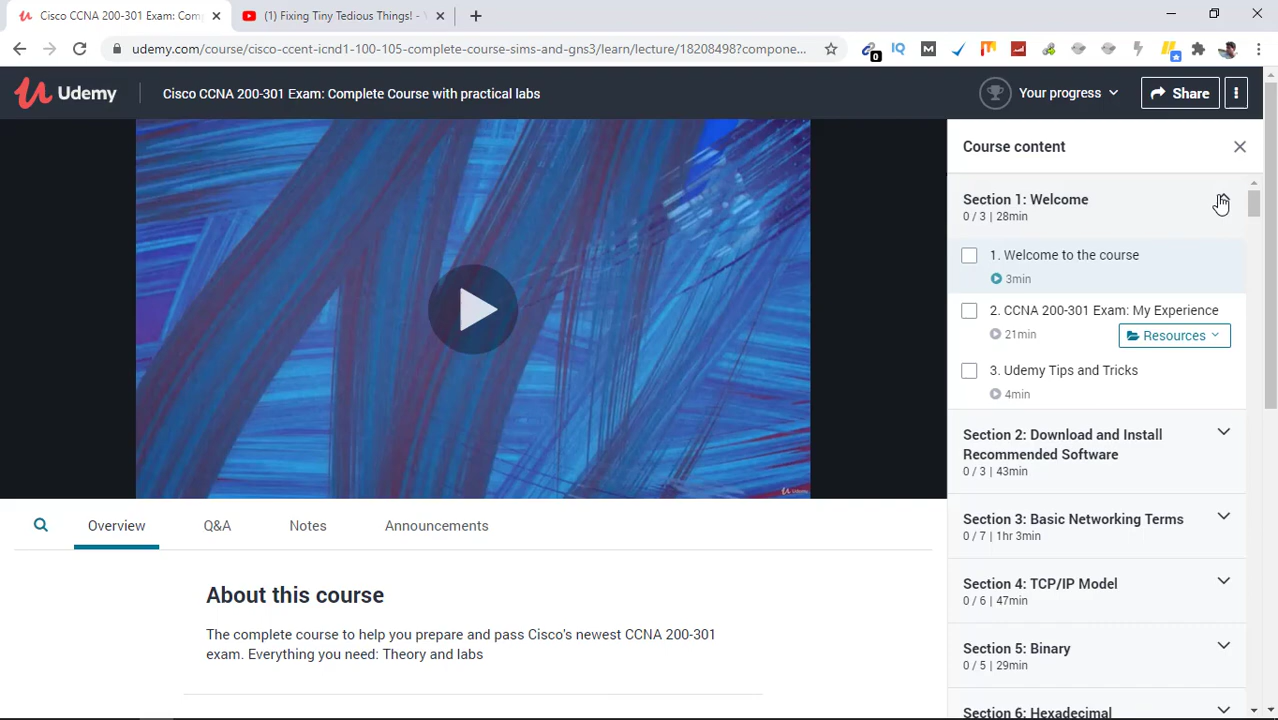 Cisco CCNA 200-301 Exam: Com
(1) Fixing Tiny Tedious Things! -
udemy.com/course/cisco-ccent-icnd1-100-105-complete-course-sims-and-gns3/learn/lecture/18208498?compone...
0
IQ
M
Udemy
Cisco CCNA 200-301 Exam: Complete Course with practical labs
Your progress
Share
Course content
Section 1: Welcome
0 / 3 | 28min
1. Welcome to the course
3min
2. CCNA 200-301 Exam: My Experience
21min
Resources
3. Udemy Tips and Tricks
4min
Section 2: Download and Install
Recommended Software
0 / 3 | 43min
Section 3: Basic Networking Terms
0 / 7 | 1hr 3min
Section 4: TCP/IP Model
0 / 6 | 47min
Section 5: Binary
0 / 5 | 29min
Section 6: Hexadecimal
Udemy
Overview
Q&A
Notes
Announcements
About this course
The complete course to help you prepare and pass Cisco's newest CCNA 200-301
exam. Everything you need: Theory and labs